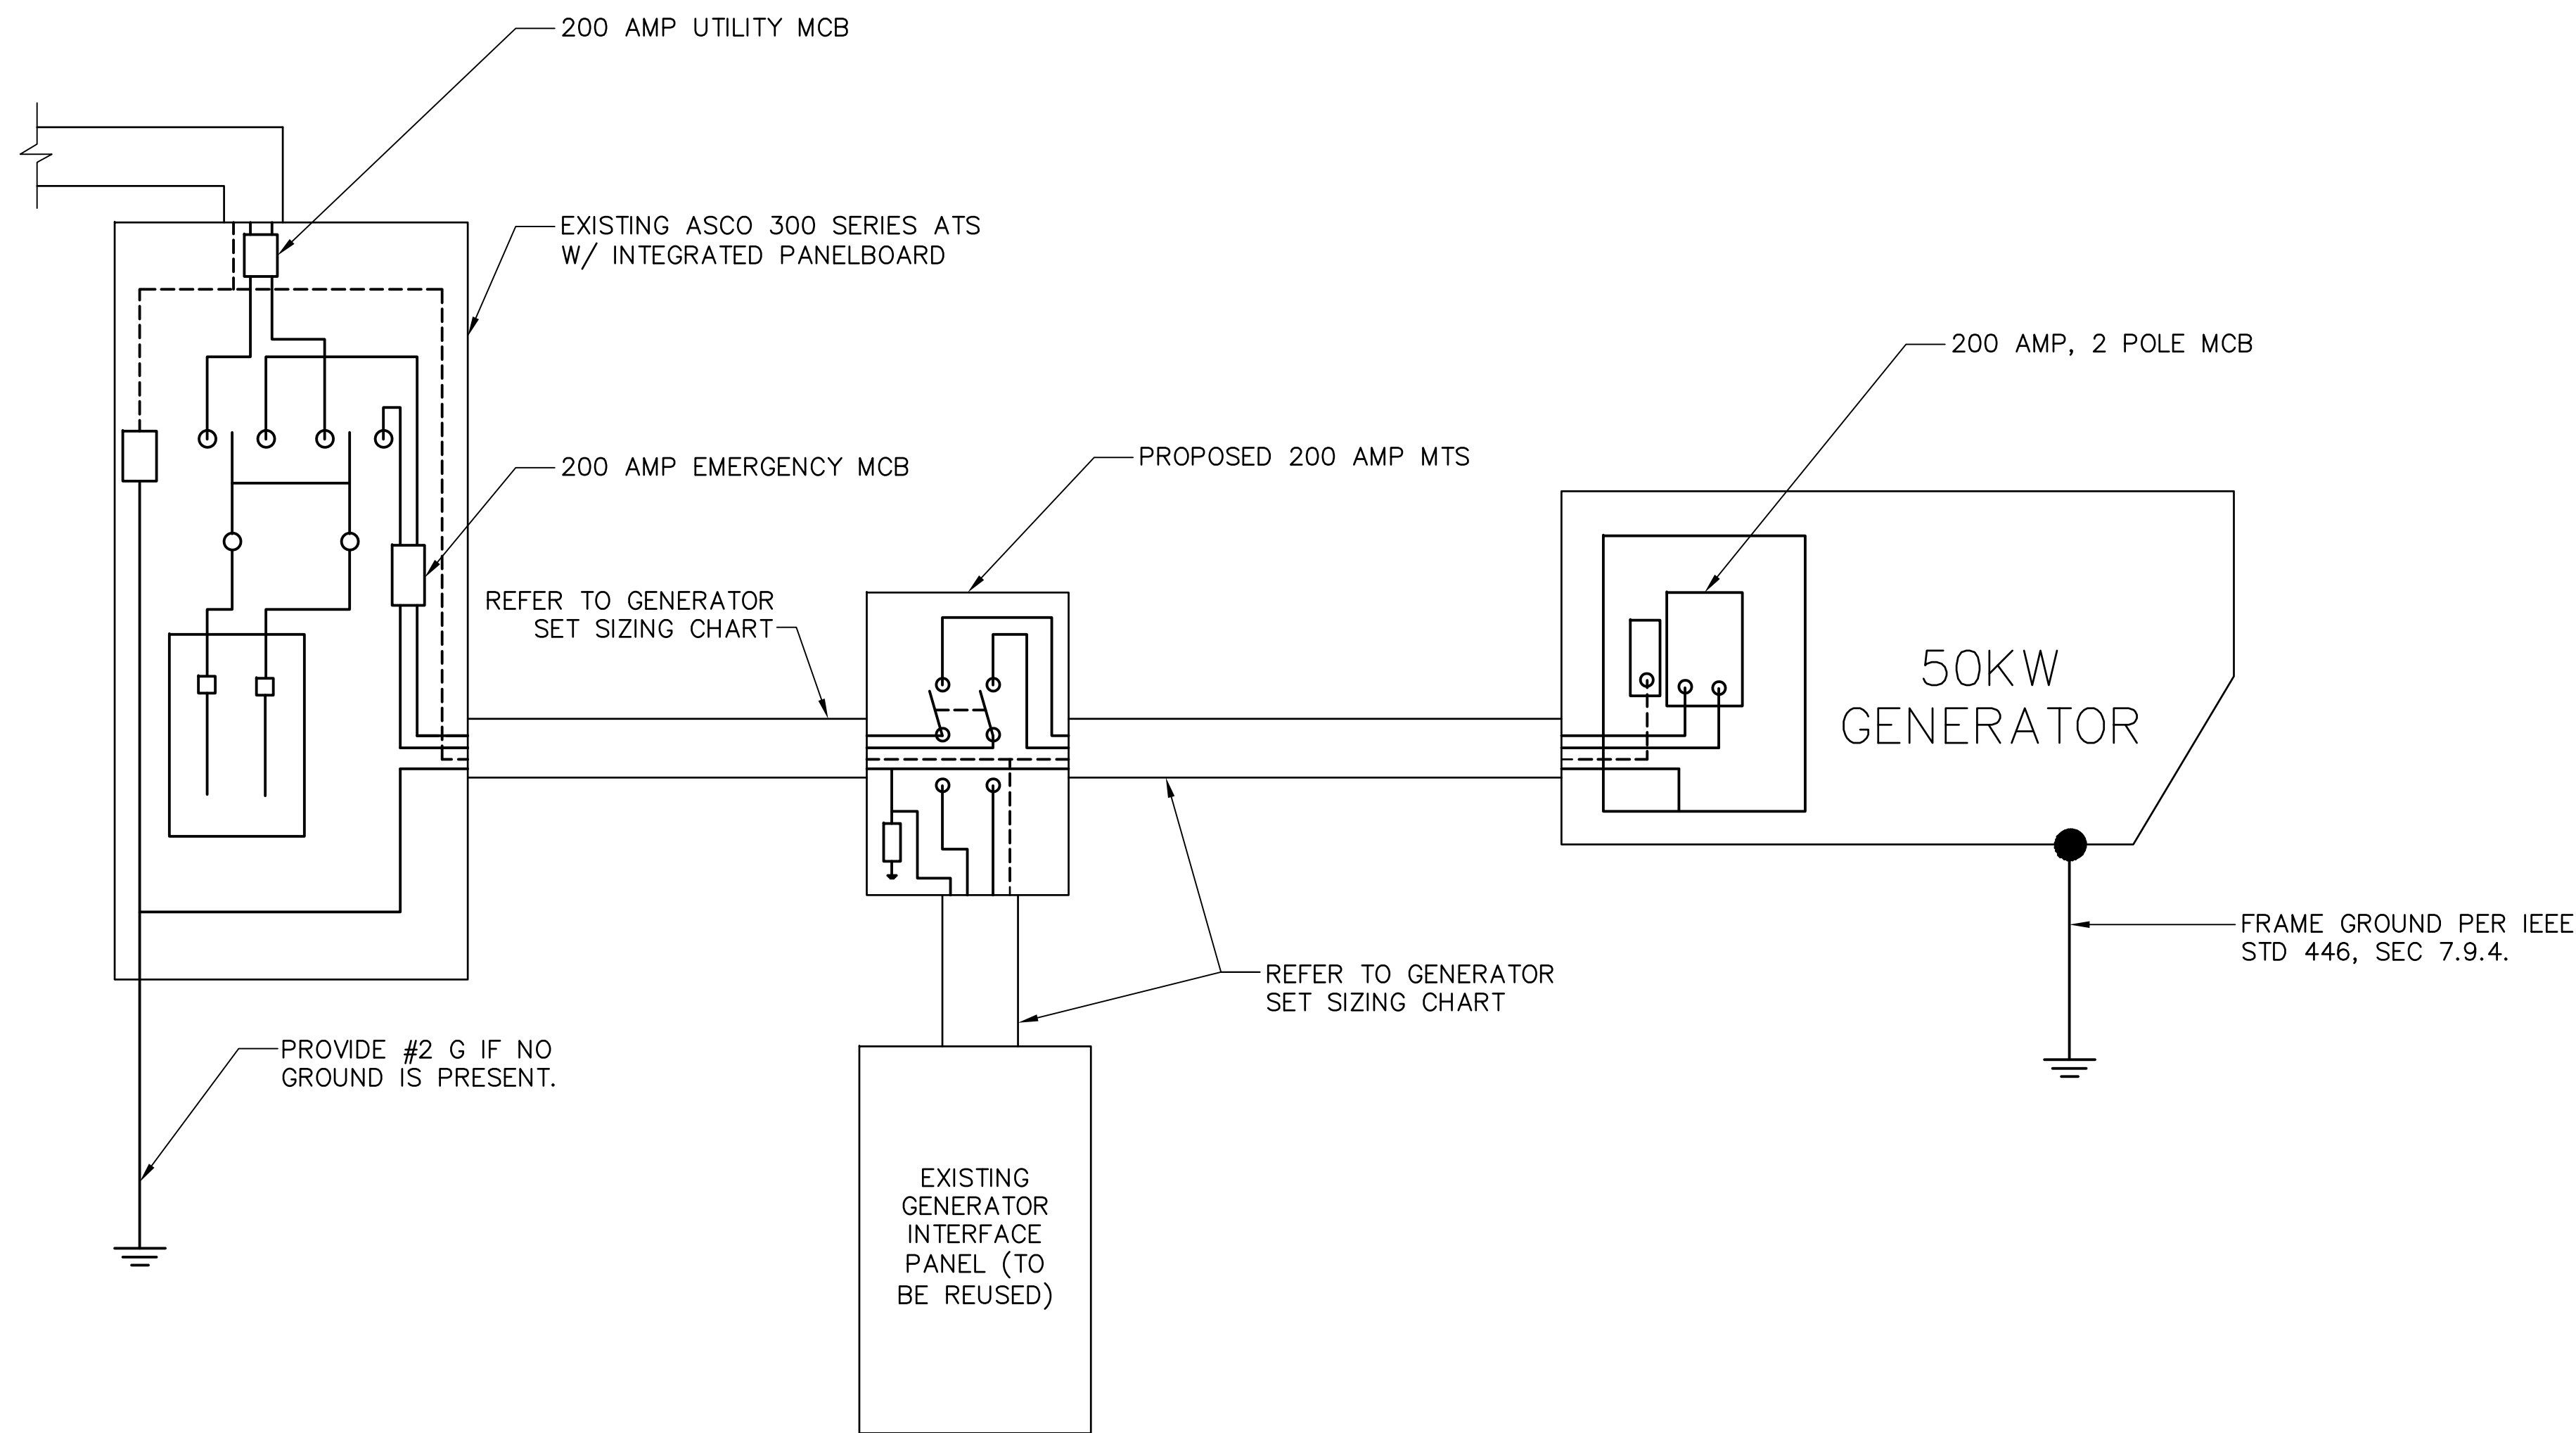 200 AMP UTILITY MCB
EXISTING ASCO 300 SERIES ATS
W/ INTEGRATED PANELBOARD
200 AMP, 2 POLE MCB
200 AMP EMERGENCY MCB
PROPOSED 200 AMP MTS
REFER TO GENERATOR
SET SIZING CHART
50KW
GENERATOR
FRAME GROUND PER IEEE
STD 446, SEC 7.9.4.
REFER TO GENERATOR
SET SIZING CHART
PROVIDE #2 G IF NO
GROUND IS PRESENT.
EXISTING
GENERATOR
INTERFACE
PANEL (TO
BE REUSED)